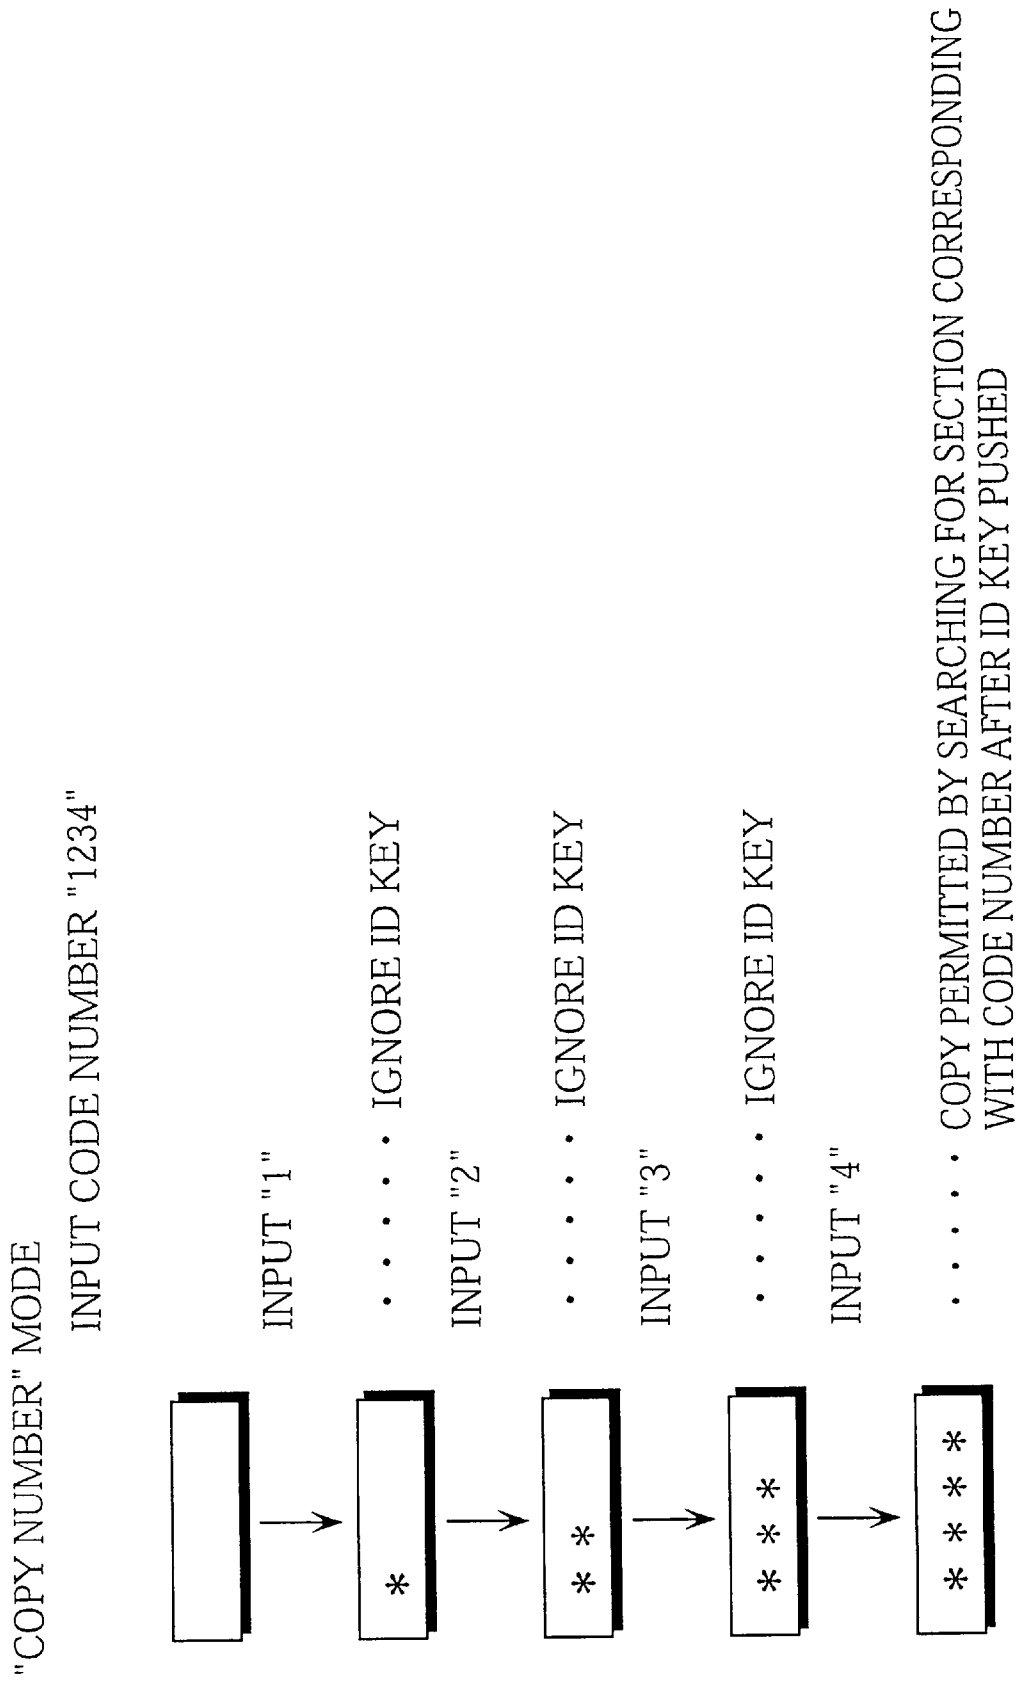 "COPY NUMBER" MODE
INPUT CODE NUMBER "1234"
INPUT "1"
* ..... IGNORE ID KEY
INPUT "2"
* * ..... IGNORE ID KEY
INPUT "3"
* * * ..... IGNORE ID KEY
INPUT "4"
* * * * ..... COPY PERMITTED BY SEARCHING FOR SECTION CORRESPONDING
WITH CODE NUMBER AFTER ID KEY PUSHED